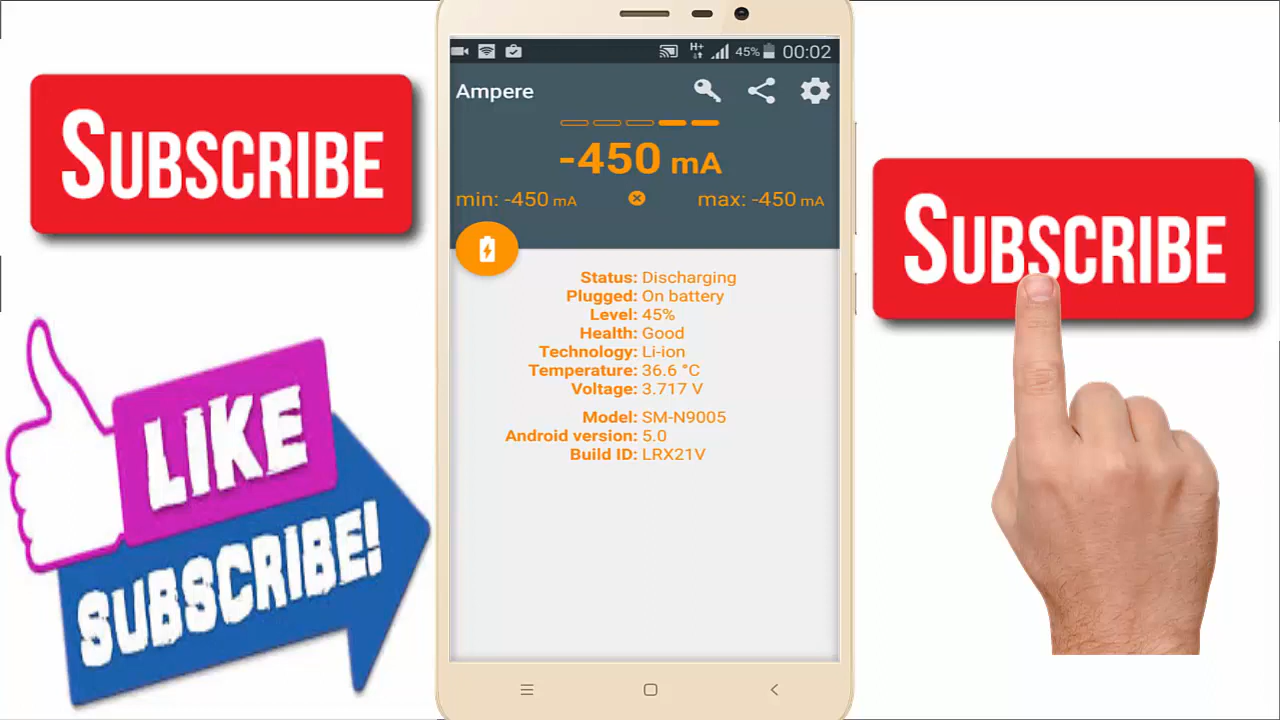 SUBSCRIBE
LIKE
SUBSCRIBE!
H+ 45% 00:02
Ampere
-450 mA
min: -450 mA max: -450 mA
Status: Discharging
Plugged: On battery
Level: 45%
Health: Good
Technology: Li-ion
Temperature: 36.6 °C
Voltage: 3.717 V
Model: SM-N9005
Android version: 5.0
Build ID: LRX21V
SUBSCRIBE